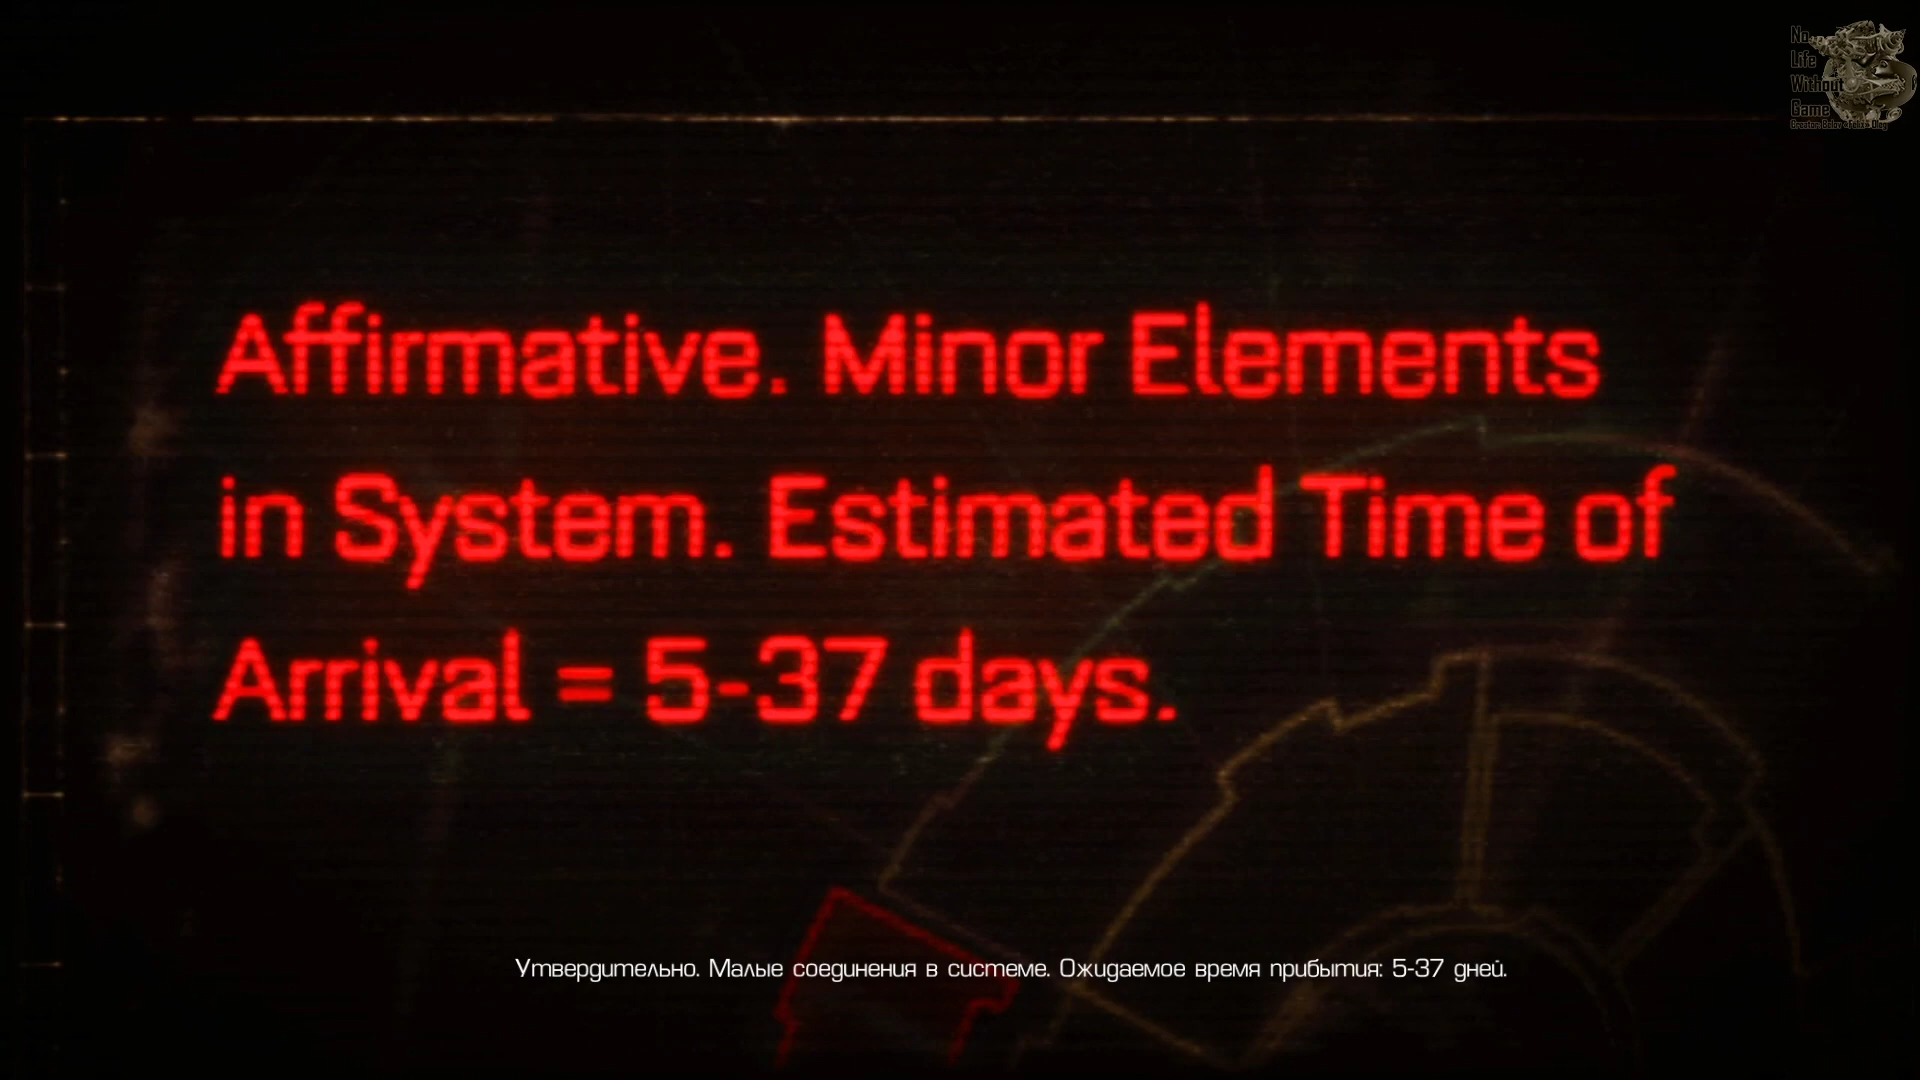 No
Life
Without
Game
Affirmative. Minor Elements
in System. Estimated Time of
Arrival = 5-37 days.
Утвердительно. Малые соединения в системе. Ожидаемое время прибытия: 5-37 дней.